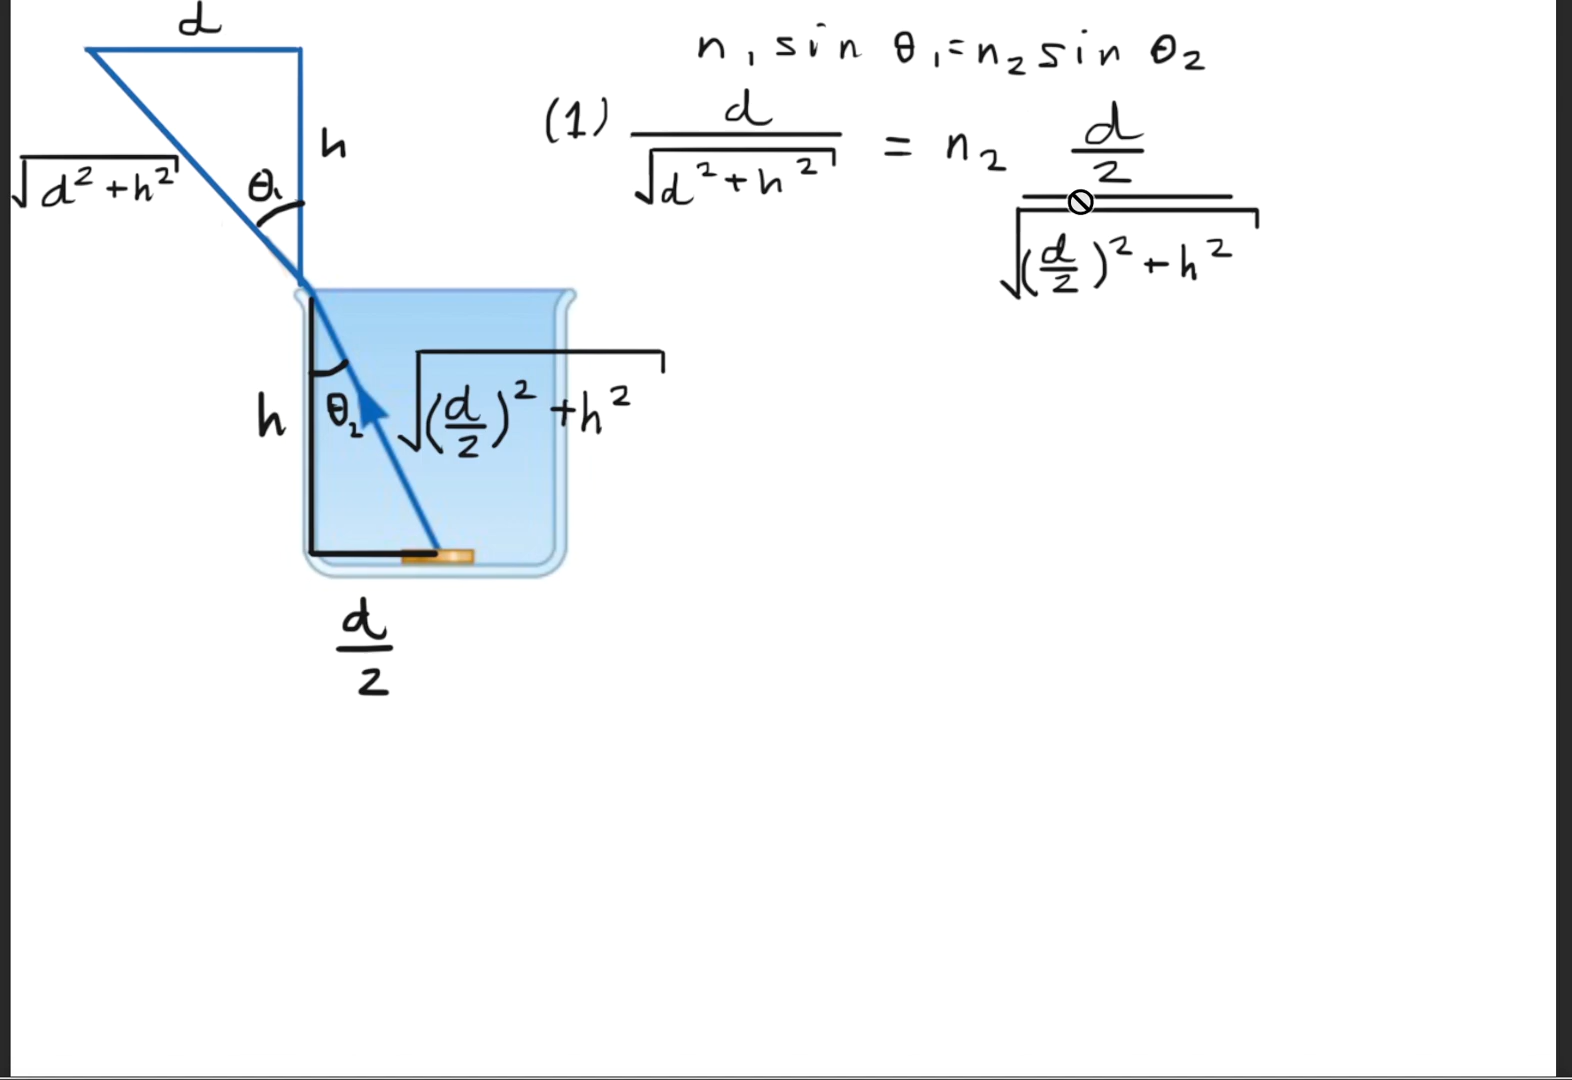 d
n₁ sin θ₁ = n₂ sin θ₂
(1) d/√(d² + h²) = n₂ (d/2)/√((d/2)² + h²)
h
√(d² + h²)
θ₁
h
θ₂
√((d/2)² + h²)
d/2